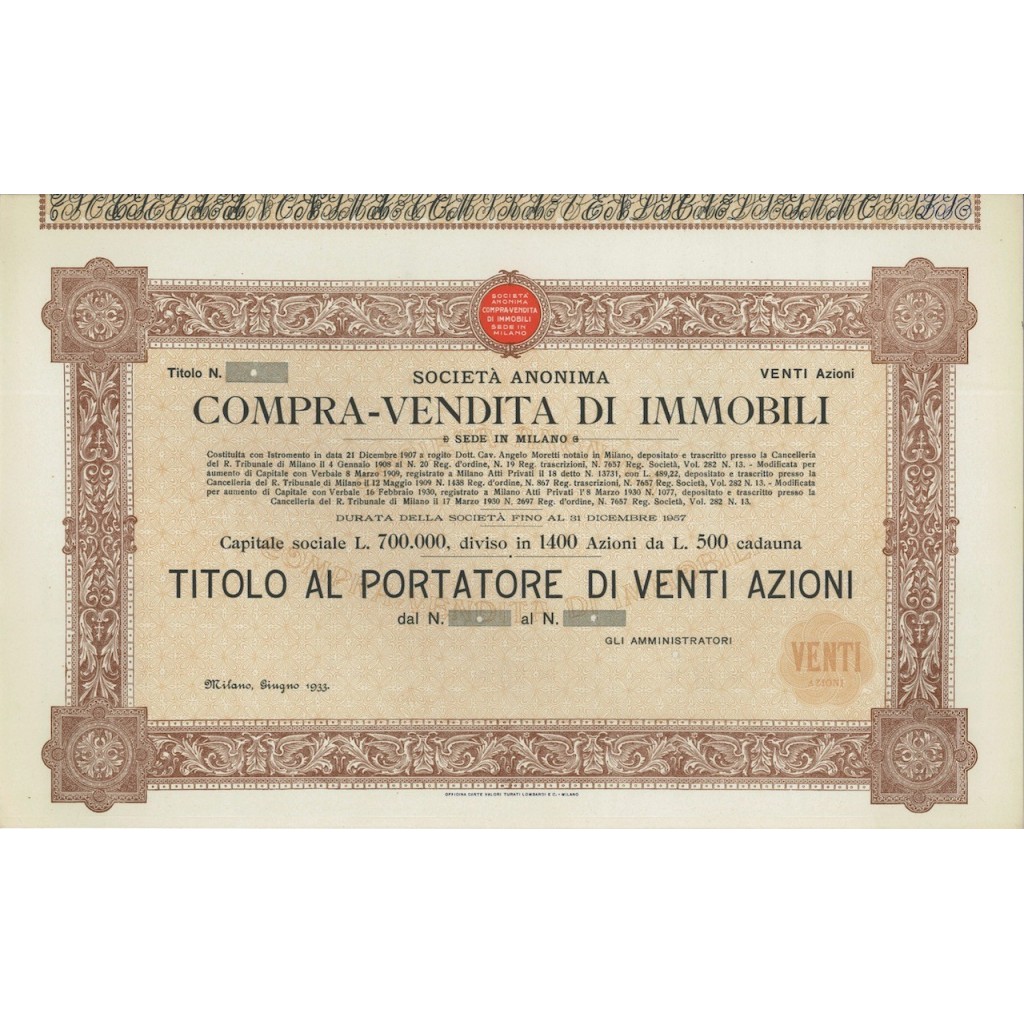 SOCIETÀ
ANONIMA
COMPRA-VENDITA
DI IMMOBILI
SEDE IN
MILANO
Titolo N.
SOCIETÀ ANONIMA
VENTI Azioni
COMPRA-VENDITA DI IMMOBILI
SEDE IN MILANO
Costituita con Istromento in data 21 Dicembre 1907 a rogito Dott. Cav. Angelo Moretti notaio in Milano, depositato e trascritto presso la Cancelleria
del R. Tribunale di Milano il 4 Gennaio 1908 al N. 20 Reg. d'ordine, N. 19 Reg. trascrizioni, N. 7657 Reg. Società, Vol. 282 N. 13. - Modificata per
aumento di Capitale con Verbale 8 Marzo 1909, registrato a Milano Atti Privati il 18 detto N. 13731, con L. 489,22, depositato e trascritto presso la
Cancelleria del R. Tribunale di Milano il 12 Maggio 1909 N. 1438 Reg. d'ordine, N. 867 Reg. trascrizioni, N. 7657 Reg. Società, Vol. 282 N. 13. - Modificata
per aumento di Capitale con Verbale 16 Febbraio 1930, registrato a Milano Atti Privati l'8 Marzo 1930 N. 1077, depositato e trascritto presso la
Cancelleria del R. Tribunale di Milano il 17 Marzo 1930 N. 2697 Reg. d'ordine, N. 7657 Reg. Società, Vol. 282 N. 13.
DURATA DELLA SOCIETÀ FINO AL 31 DICEMBRE 1957
Capitale sociale L. 700.000, diviso in 1400 Azioni da L. 500 cadauna
TITOLO AL PORTATORE DI VENTI AZIONI
dal N. al N.
GLI AMMINISTRATORI
VENTI
AZIONI
Milano, Giugno 1933.
OFFICINA CARTE VALORI TURATI LOMBARDI E C. - MILANO